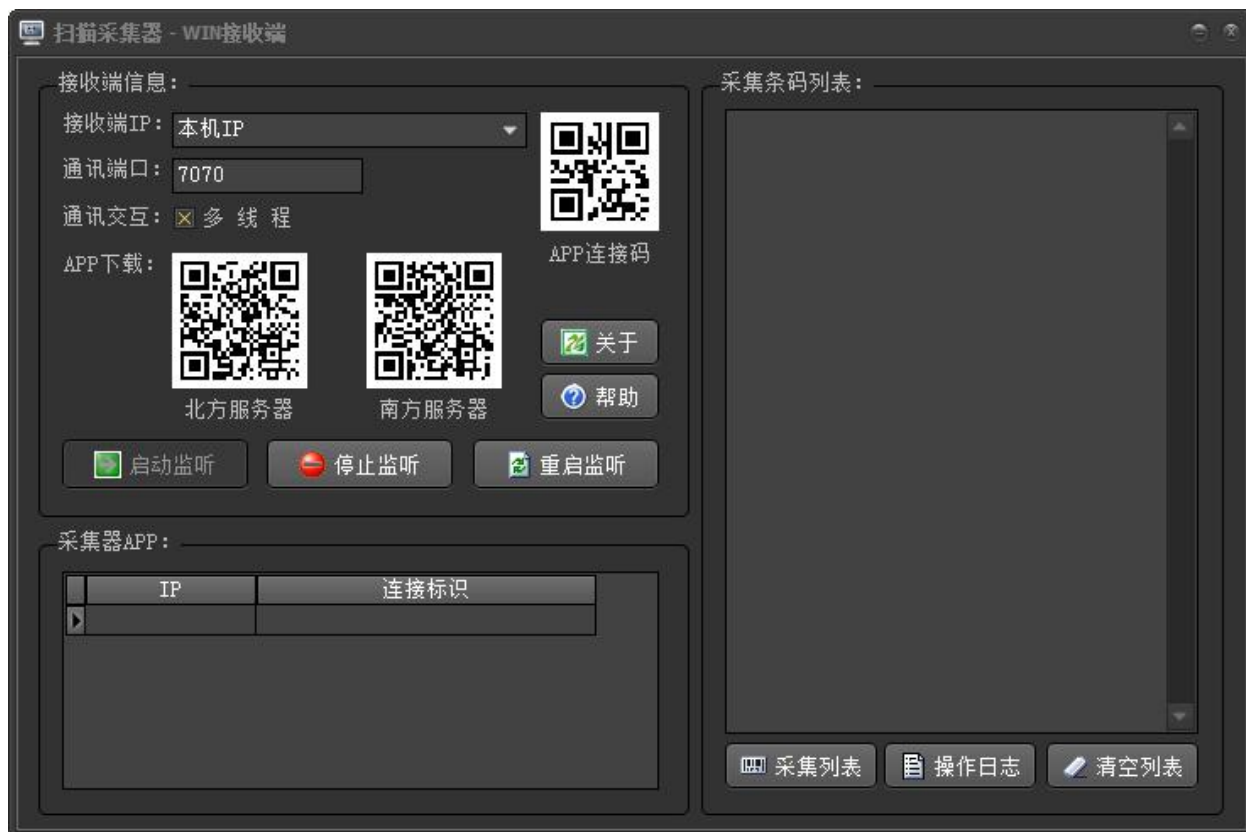 扫描采集器 - WIN接收端
接收端信息:
接收端IP: 本机IP
通讯端口: 7070
通讯交互: 多 线 程
APP连接码
APP下载:
北方服务器 南方服务器
关于
帮助
启动监听 停止监听 重启监听
采集器APP:
IP 连接标识
采集条码列表:
采集列表 操作日志 清空列表